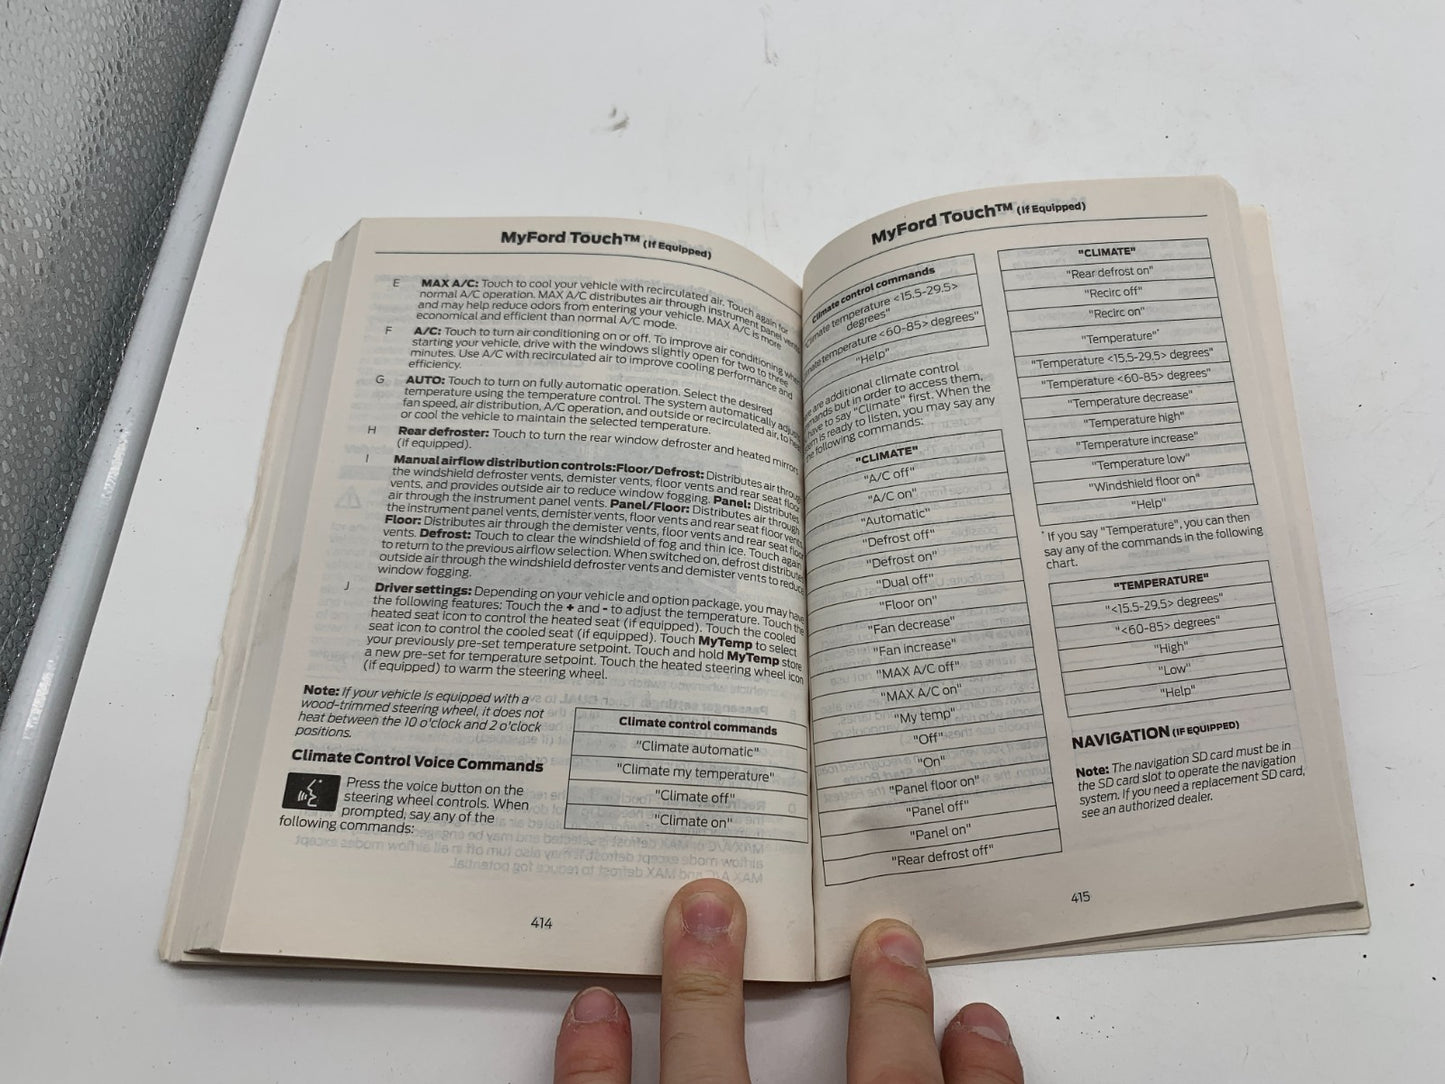 MyFord Touch™ (If Equipped)
E MAX A/C: Touch to cool your vehicle with recirculated air. Touch again for
normal A/C operation. MAX A/C distributes air through instrument panel vents
and may help reduce odors from entering your vehicle. MAX A/C is more
economical and efficient than normal A/C mode.
F A/C: Touch to turn air conditioning on or off. To improve air conditioning when
starting your vehicle, drive with the windows slightly open for two to three
minutes. Use A/C with recirculated air to improve cooling performance and
efficiency.
G AUTO: Touch to turn on fully automatic operation. Select the desired
temperature using the temperature control. The system automatically adjusts
fan speed, air distribution, A/C operation, and outside or recirculated air, to heat
or cool the vehicle to maintain the selected temperature.
H Rear defroster: Touch to turn the rear window defroster and heated mirrors
(if equipped).
I Manual airflow distribution controls:Floor/Defrost: Distributes air through
the windshield defroster vents, demister vents, floor vents and rear seat floor
vents, and provides outside air to reduce window fogging. Panel: Distributes
air through the instrument panel vents. Panel/Floor: Distributes air through
the instrument panel vents, demister vents, floor vents and rear seat floor vents.
Floor: Distributes air through the demister vents, floor vents and rear seat floor
vents. Defrost: Touch to clear the windshield of fog and thin ice. Touch again
to return to the previous airflow selection. When switched on, defrost distributes
outside air through the windshield defroster vents and demister vents to reduce
window fogging.
J Driver settings: Depending on your vehicle and option package, you may have
the following features: Touch the + and - to adjust the temperature. Touch the
heated seat icon to control the heated seat (if equipped). Touch the cooled
seat icon to control the cooled seat (if equipped). Touch MyTemp to select
your previously pre-set temperature setpoint. Touch and hold MyTemp store
a new pre-set for temperature setpoint. Touch the heated steering wheel icon
(if equipped) to warm the steering wheel.
Note: If your vehicle is equipped with a
wood-trimmed steering wheel, it does not
heat between the 10 o'clock and 2 o'clock
positions.
Climate Control Voice Commands
Press the voice button on the
steering wheel controls. When
prompted, say any of the
following commands:
Climate control commands
"Climate automatic"
"Climate my temperature"
"Climate off"
"Climate on"
414
MyFord Touch™ (If Equipped)
Climate control commands
"Climate temperature <15.5-29.5>
degrees"
temperature <60-85> degrees"
"Help"
are additional climate control
but in order to access them,
have to say "Climate" first. When the
is ready to listen, you may say any
the following commands:
"CLIMATE"
"A/C off"
"A/C on"
"Automatic"
"Defrost off"
"Defrost on"
"Dual off"
"Floor on"
"Fan decrease"
"Fan increase"
"MAX A/C off"
"MAX A/C on"
"My temp"
"Off"
"On"
"Panel floor on"
"Panel off"
"Panel on"
"Rear defrost off"
"CLIMATE"
"Rear defrost on"
"Recirc off"
"Recirc on"
"Temperature"*
"Temperature <15.5-29.5> degrees"
"Temperature <60-85> degrees"
"Temperature decrease"
"Temperature high"
"Temperature increase"
"Temperature low"
"Windshield floor on"
"Help"
* If you say "Temperature", you can then
say any of the commands in the following
chart.
"TEMPERATURE"
"<15.5-29.5> degrees"
"<60-85> degrees"
"High"
"Low"
"Help"
NAVIGATION (IF EQUIPPED)
Note: The navigation SD card must be in
the SD card slot to operate the navigation
system. If you need a replacement SD card,
see an authorized dealer.
415